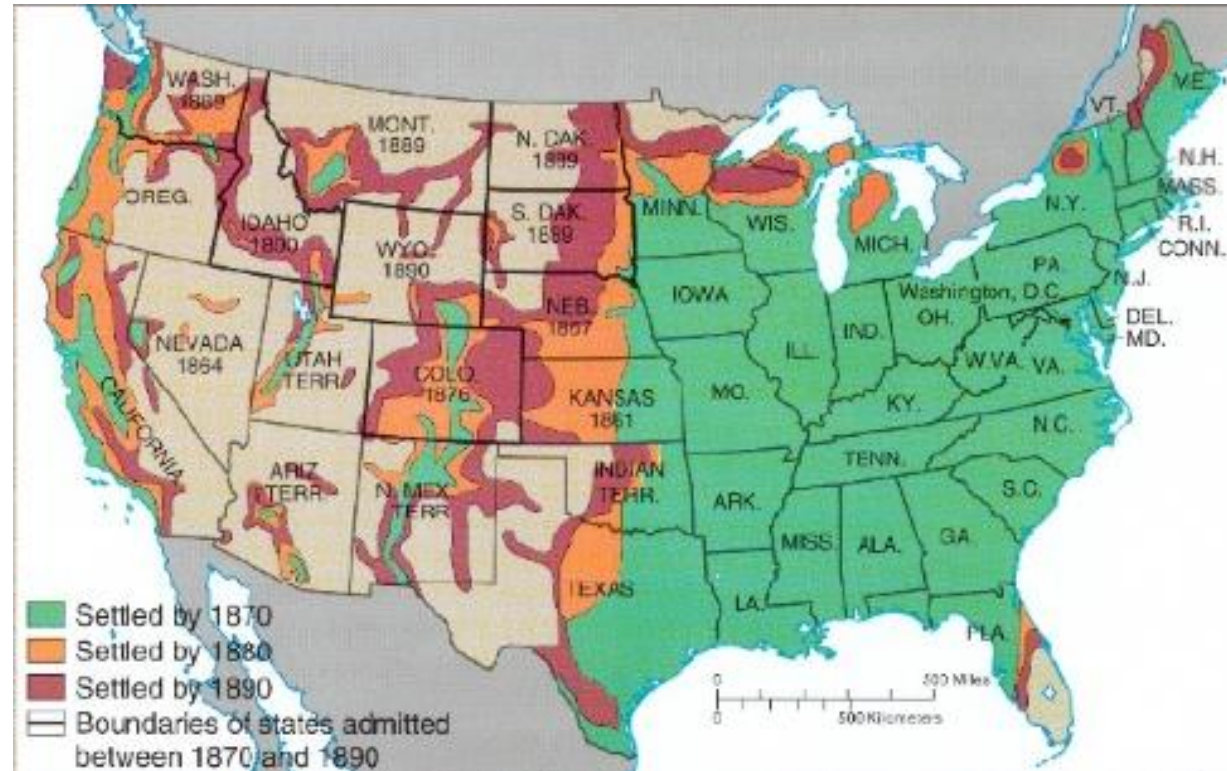 WASH.
1889
MONT.
1889
N. DAK.
1889
MINN.
VT.
M.E.
N.H.
MASS.
R.I.
CONN.
N.Y.
OREG.
IDAHO
1890
WYO.
1890
S. DAK.
1889
WIS.
MICH.
PA.
N.J.
NEVADA
1864
UTAH
TERR.
COLO.
1876
NEB.
1867
IOWA
ILL.
IND.
OH.
Washington, D.C.
DEL.
MD.
W.VA.
VA.
CALIFORNIA
KANSAS
1861
MO.
KY.
N.C.
ARIZ
TERR.
N. MEX.
TERR
INDIAN
TERR.
ARK.
TENN.
S.C.
TEXAS
LA.
MISS.
ALA.
GA.
FLA.
Settled by 1870
Settled by 1880
Settled by 1890
Boundaries of states admitted
between 1870 and 1890
0 500 Miles
0 500 Kilometers